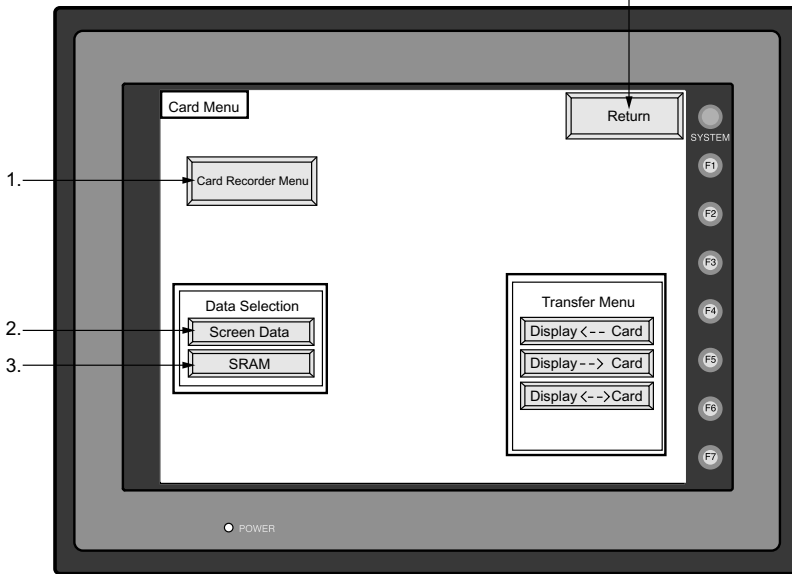 Card Menu
Return
SYSTEM
1.
Card Recorder Menu
F1
F2
F3
Data Selection
Transfer Menu
F4
2.
Screen Data
Display <-- Card
3.
SRAM
Display --> Card
F5
Display <-->Card
F6
F7
POWER